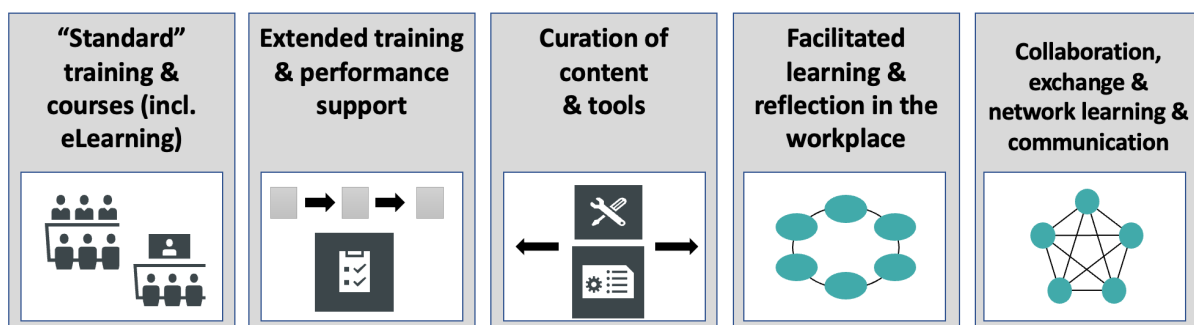 “Standard”
training &
courses (incl.
eLearning)
Extended training
& performance
support
Curation of
content
& tools
Facilitated
learning &
reflection in the
workplace
Collaboration,
exchange &
network learning &
communication